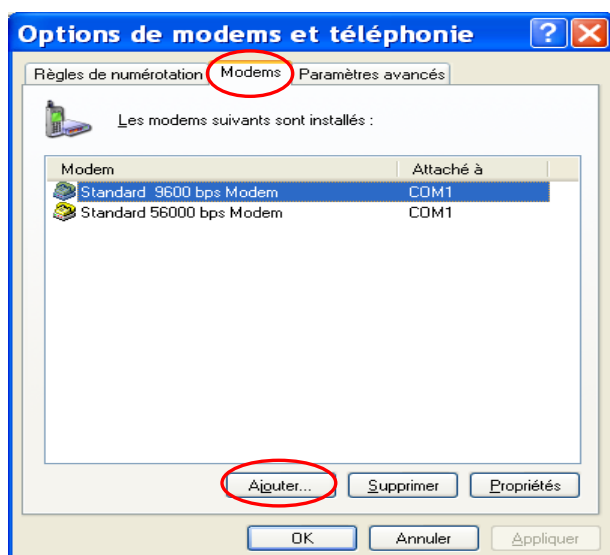 Options de modems et téléphonie
Règles de numérotation Modems Paramètres avancés
Les modems suivants sont installés :
Modem Attaché à
Standard 9600 bps Modem COM1
Standard 56000 bps Modem COM1
Ajouter... Supprimer Propriétés
OK Annuler Appliquer